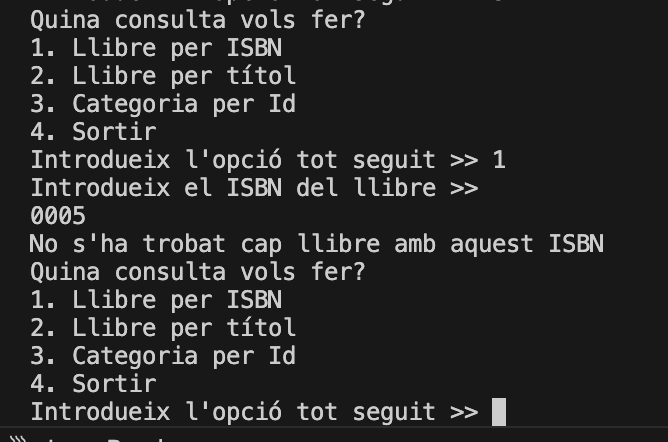 Quina consulta vols fer?
1. Llibre per ISBN
2. Llibre per títol
3. Categoria per Id
4. Sortir
Introdueix l'opció tot seguit >> 1
Introdueix el ISBN del llibre >>
0005
No s'ha trobat cap llibre amb aquest ISBN
Quina consulta vols fer?
1. Llibre per ISBN
2. Llibre per títol
3. Categoria per Id
4. Sortir
Introdueix l'opció tot seguit >>